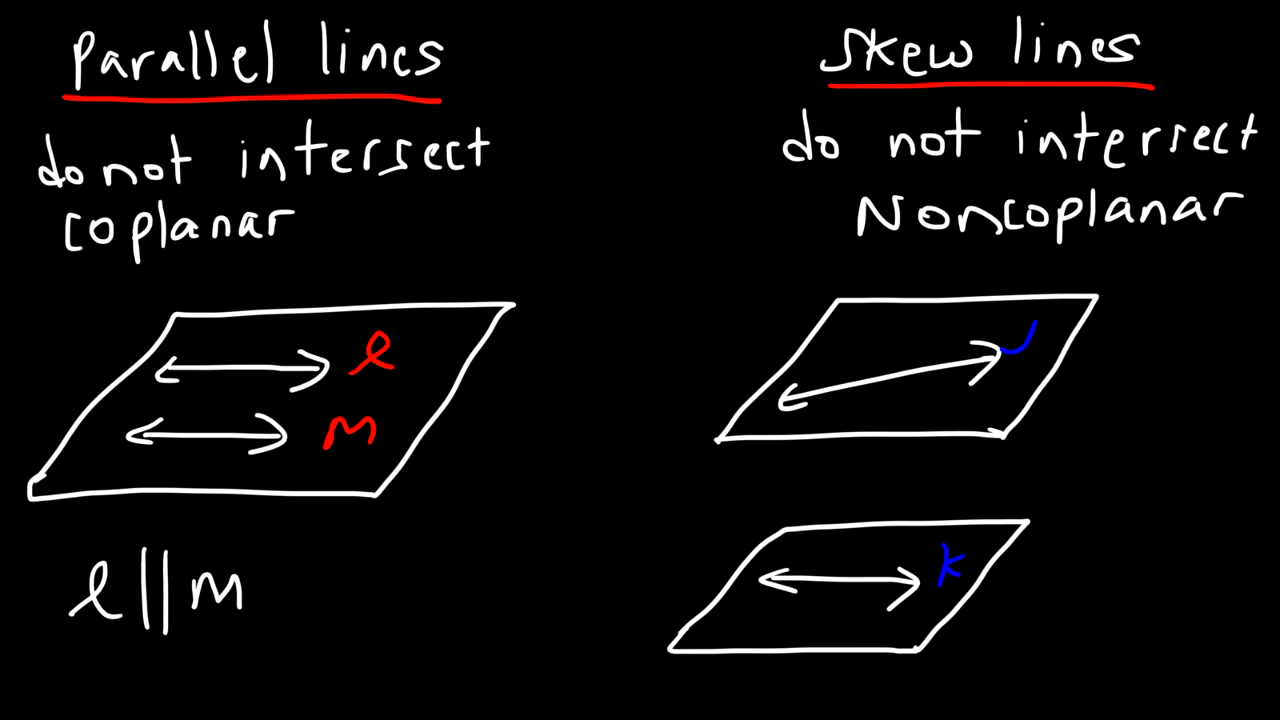 Parallel lines
do not intersect
coplanar
l
m
l || m
Skew lines
do not intersect
Noncoplanar
J
K